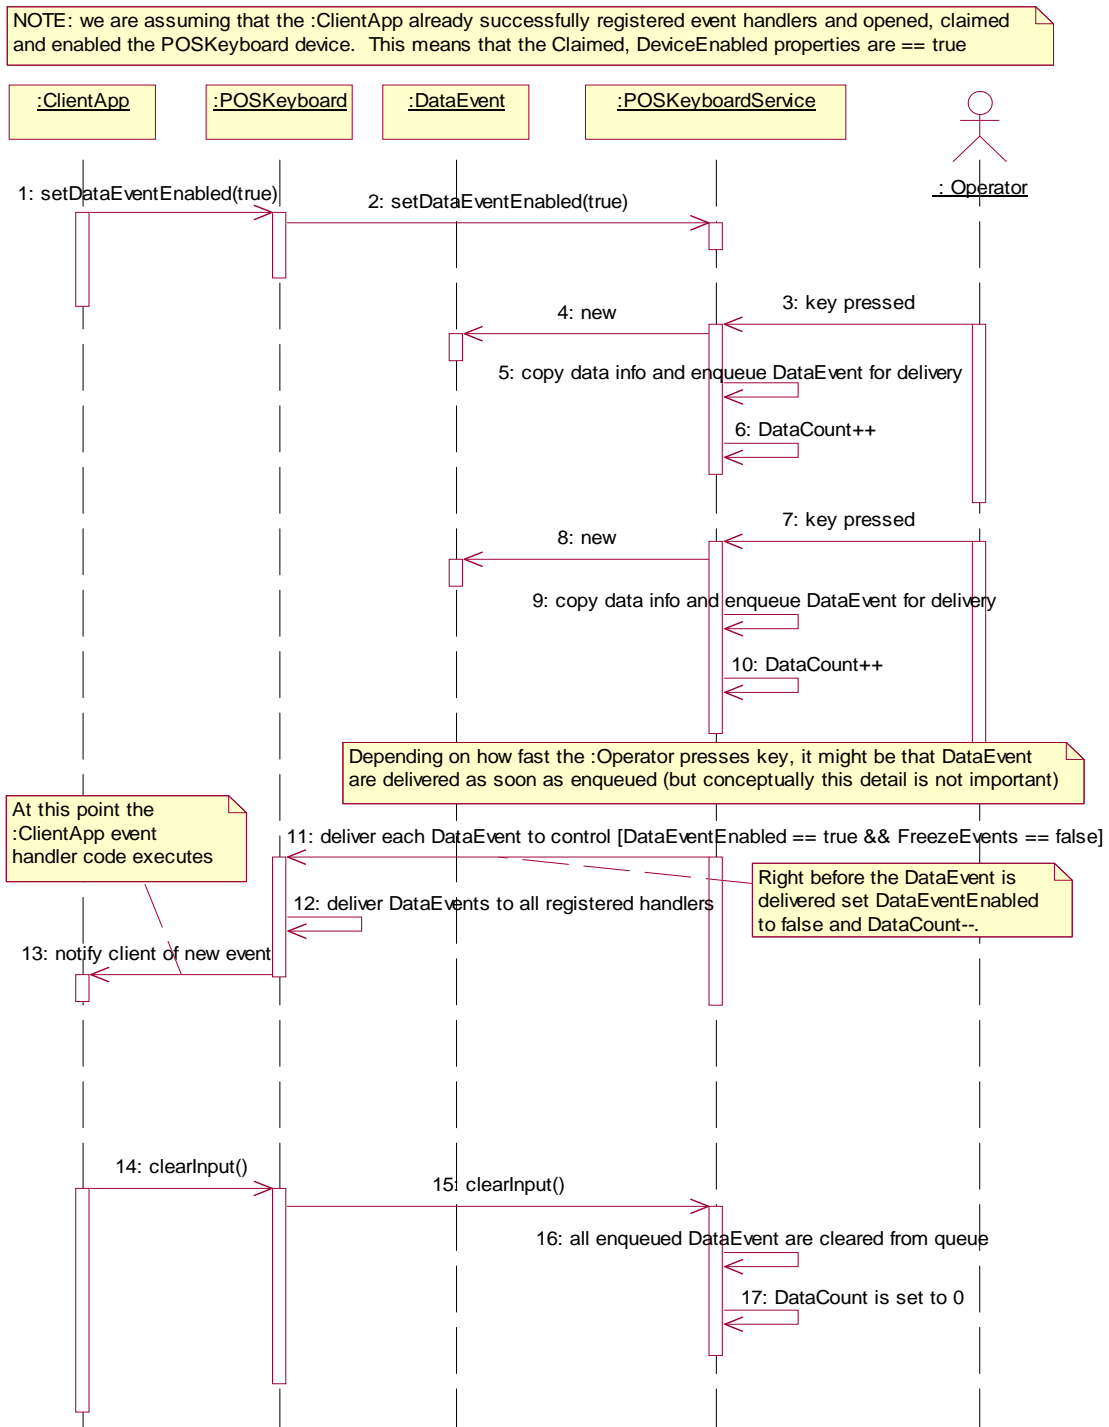 NOTE: we are assuming that the :ClientApp already successfully registered event handlers and opened, claimed
and enabled the POSKeyboard device.  This means that the Claimed, DeviceEnabled properties are == true
:ClientApp
:POSKeyboard
:DataEvent
:POSKeyboardService
: Operator
1: setDataEventEnabled(true)
2: setDataEventEnabled(true)
3: key pressed
4: new
5: copy data info and enqueue DataEvent for delivery
6: DataCount++
7: key pressed
8: new
9: copy data info and enqueue DataEvent for delivery
10: DataCount++
Depending on how fast the :Operator presses key, it might be that DataEvent
are delivered as soon as enqueued (but conceptually this detail is not important)
At this point the
:ClientApp event
handler code executes
11: deliver each DataEvent to control [DataEventEnabled == true && FreezeEvents == false]
Right before the DataEvent is
delivered set DataEventEnabled
to false and DataCount--.
12: deliver DataEvents to all registered handlers
13: notify client of new event
14: clearInput()
15: clearInput()
16: all enqueued DataEvent are cleared from queue
17: DataCount is set to 0